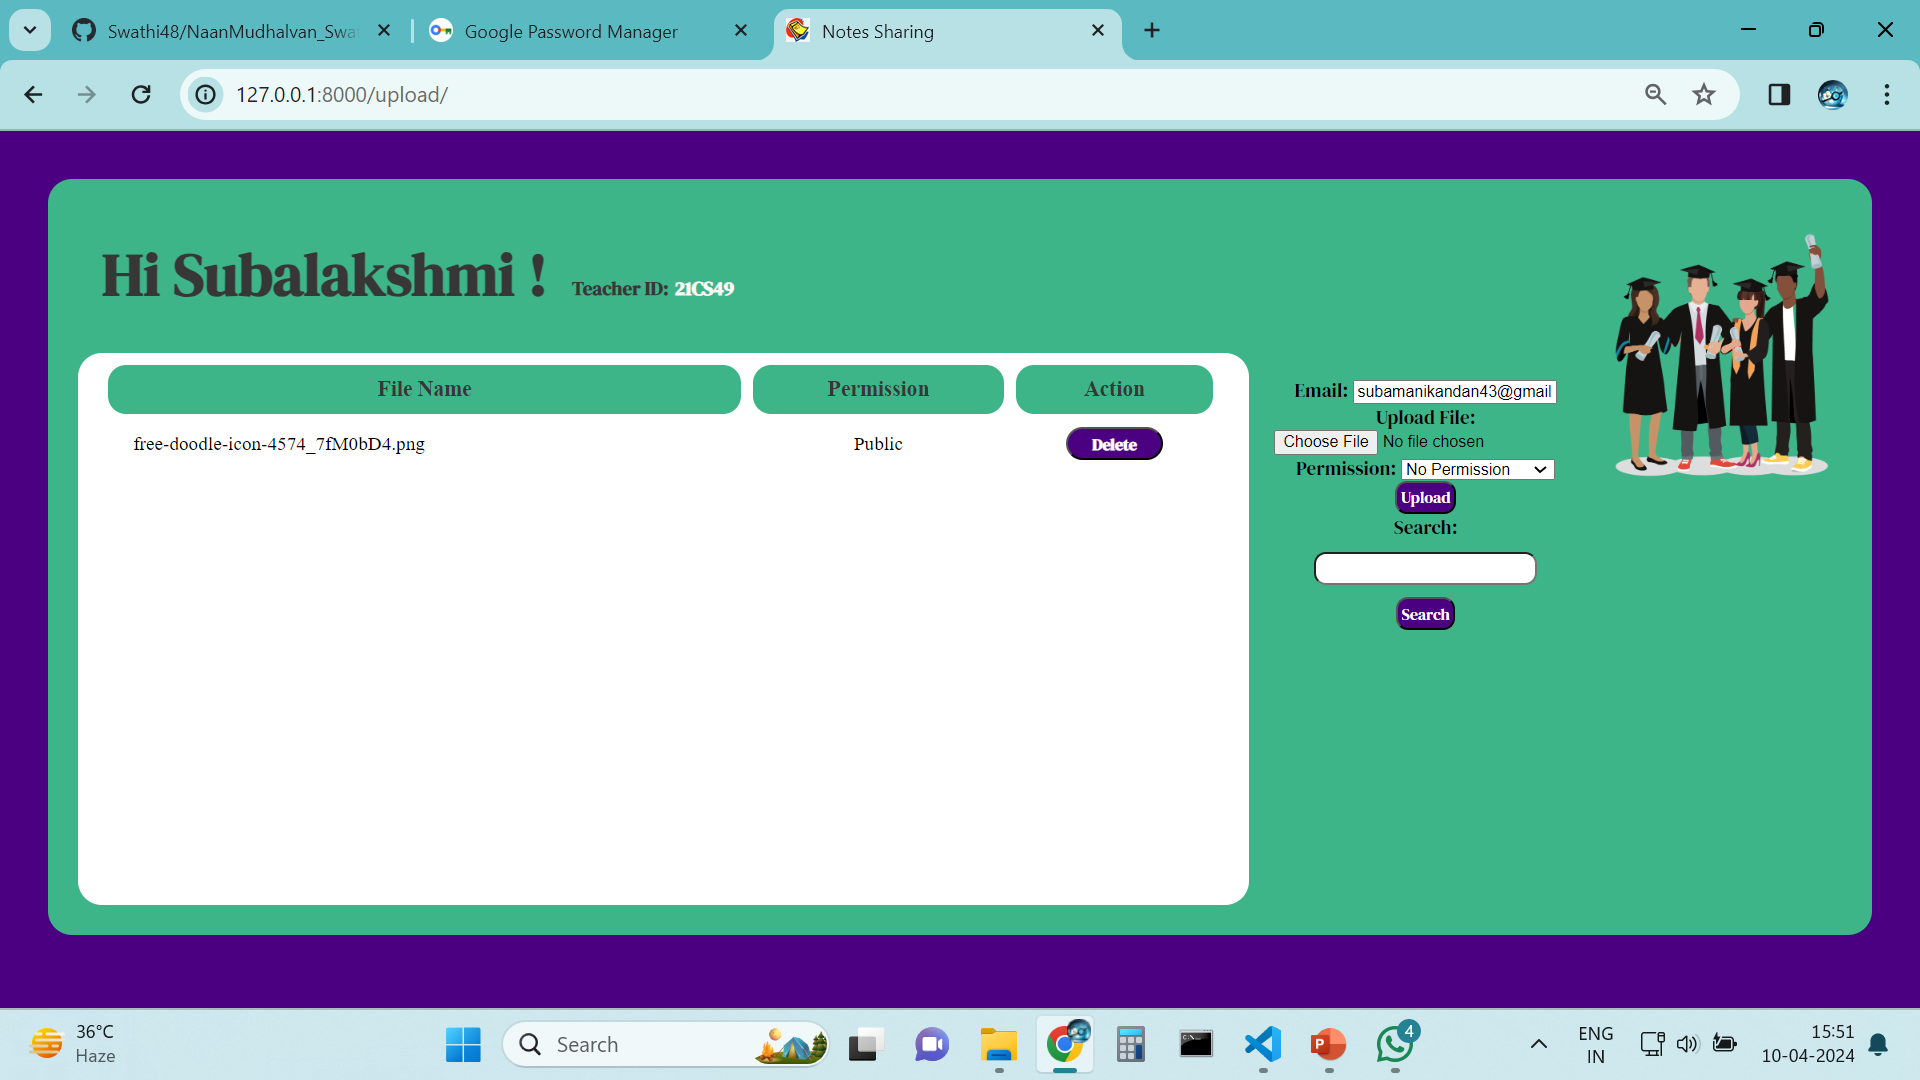 Swathi48/NaanMudhalvan_Swa
Google Password Manager
Notes Sharing
127.0.0.1:8000/upload/
Hi Subalakshmi !
Teacher ID: 21CS49
File Name
Permission
Action
free-doodle-icon-4574_7fM0bD4.png
Public
Delete
Email: subamanikandan43@gmail
Upload File:
Choose File No file chosen
Permission: No Permission
Upload
Search:
Search
36°C
Haze
Search
4
ENG
IN
15:51
10-04-2024